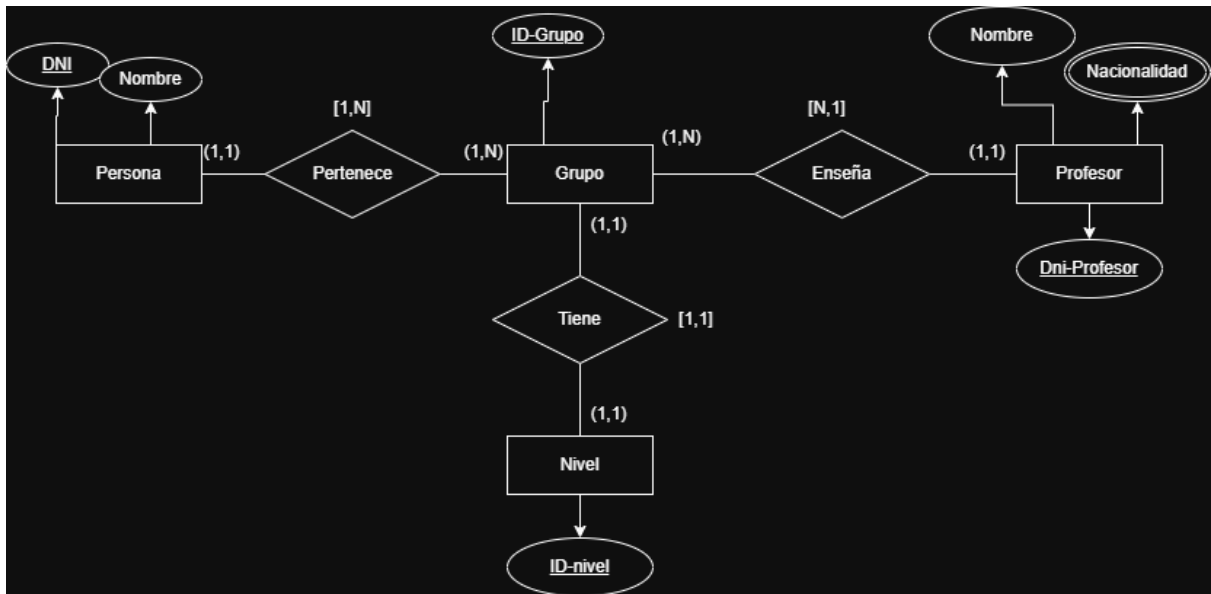 ID-Grupo
Nombre
DNI
Nombre
Nacionalidad
[1,N]
[N,1]
(1,1)
(1,N)
(1,N)
(1,1)
Persona
Pertenece
Grupo
Enseña
Profesor
(1,1)
Dni-Profesor
Tiene
[1,1]
(1,1)
Nivel
ID-nivel